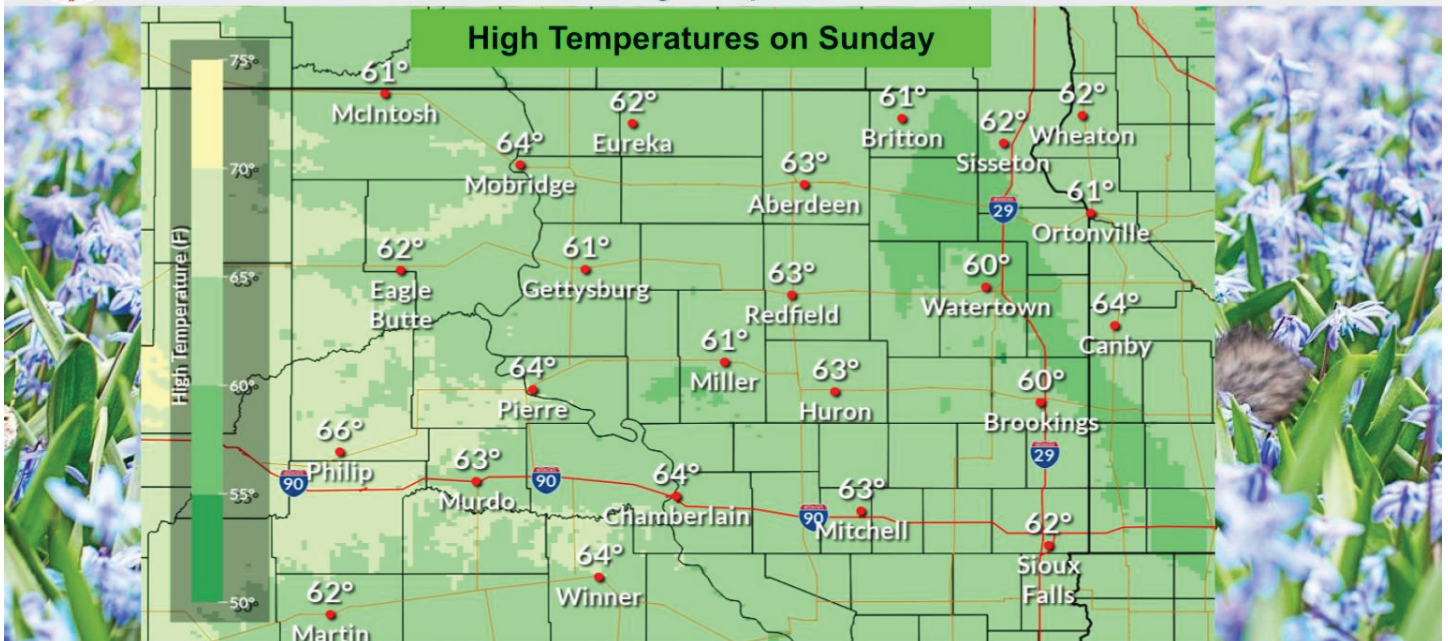 High Temperatures on Sunday
75°
70°
65°
60°
55°
50°
High Temperature (F)
61°
McIntosh
62°
Eureka
61°
Britton
62°
Sisseton
62°
Wheaton
64°
Mobridge
63°
Aberdeen
29
61°
Ortonville
62°
Eagle
Butte
61°
Gettysburg
63°
Redfield
60°
Watertown
64°
Canby
64°
Pierre
61°
Miller
63°
Huron
60°
Brookings
66°
Philip
90
63°
Murdo
90
64°
Chamberlain
90
63°
Mitchell
29
62°
Sioux
Falls
64°
Winner
62°
Martin